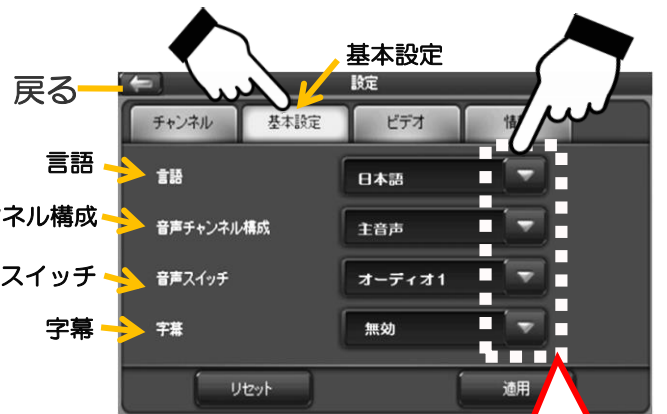 基本設定
戻る
設定
チャンネル
基本設定
ビデオ
言語
言語
日本語
ネル構成
音声チャンネル構成
主音声
スイッチ
音声スイッチ
オーディオ1
字幕
字幕
無効
リセット
適用